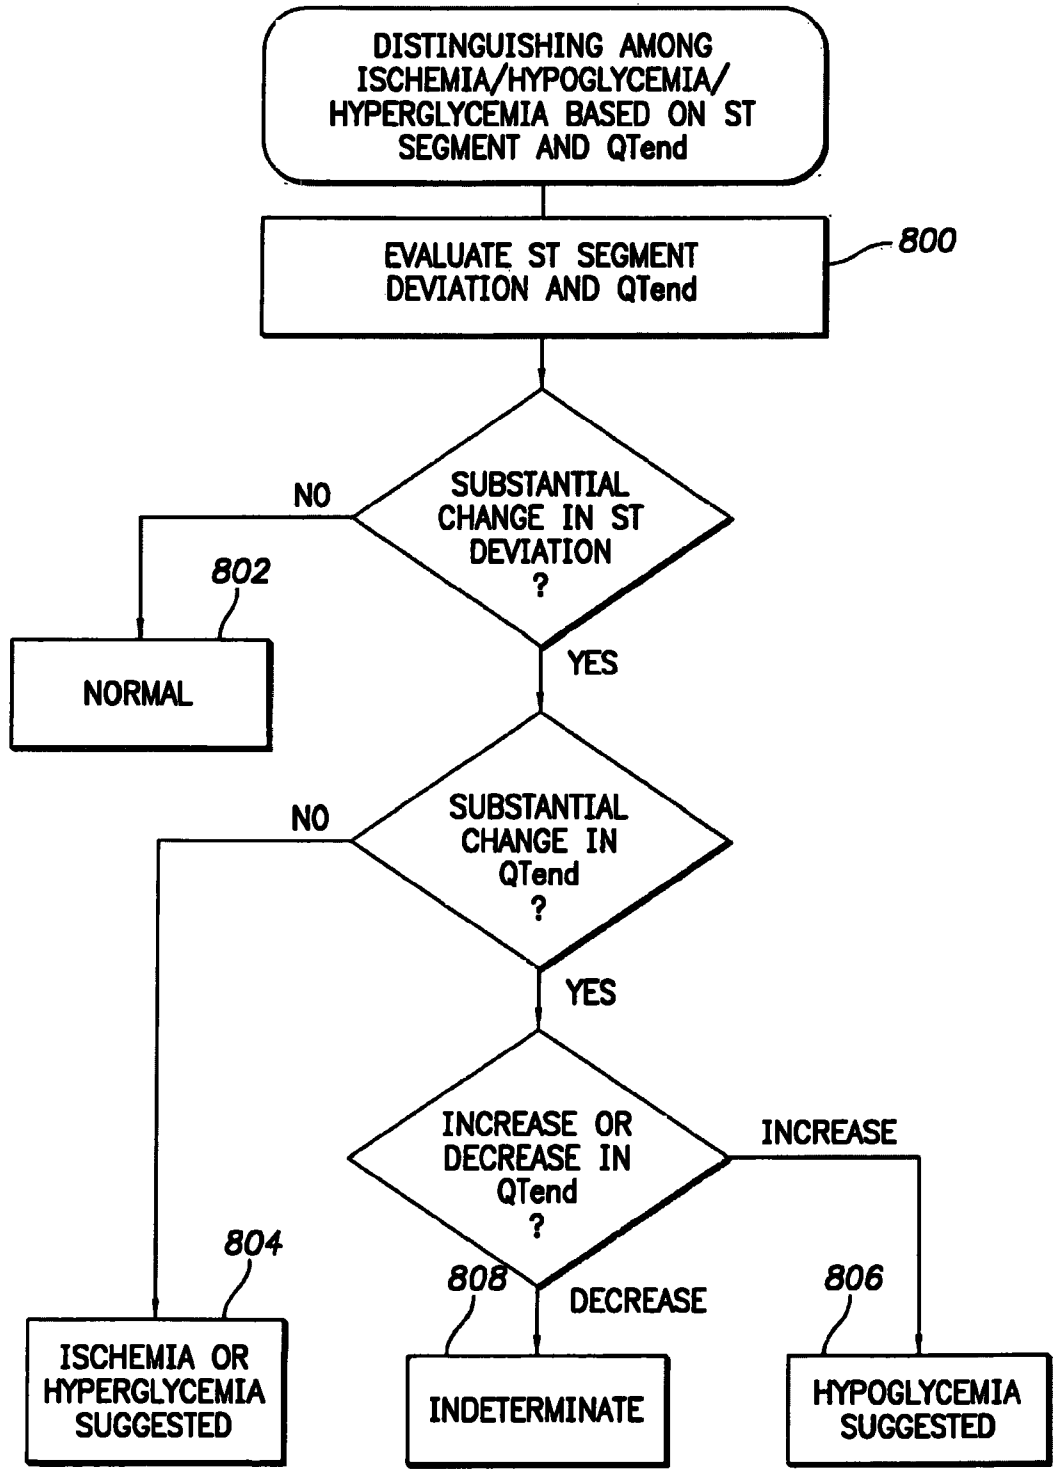 DISTINGUISHING AMONG
ISCHEMIA/HYPOGLYCEMIA/
HYPERGLYCEMIA BASED ON ST
SEGMENT AND QTend
EVALUATE ST SEGMENT
DEVIATION AND QTend
800
SUBSTANTIAL
CHANGE IN ST
DEVIATION
?
NO
802
NORMAL
YES
SUBSTANTIAL
CHANGE IN
QTend
?
NO
YES
INCREASE OR
DECREASE IN
QTend
?
INCREASE
DECREASE
804
ISCHEMIA OR
HYPERGLYCEMIA
SUGGESTED
808
INDETERMINATE
806
HYPOGLYCEMIA
SUGGESTED